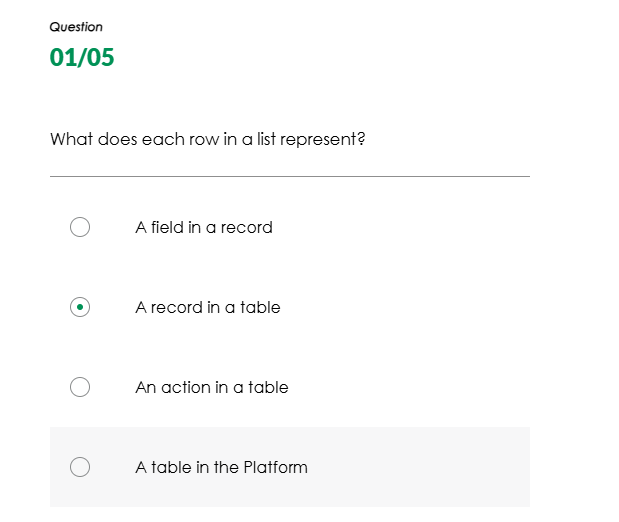 Question
01/05
What does each row in a list represent?
A field in a record
A record in a table
An action in a table
A table in the Platform